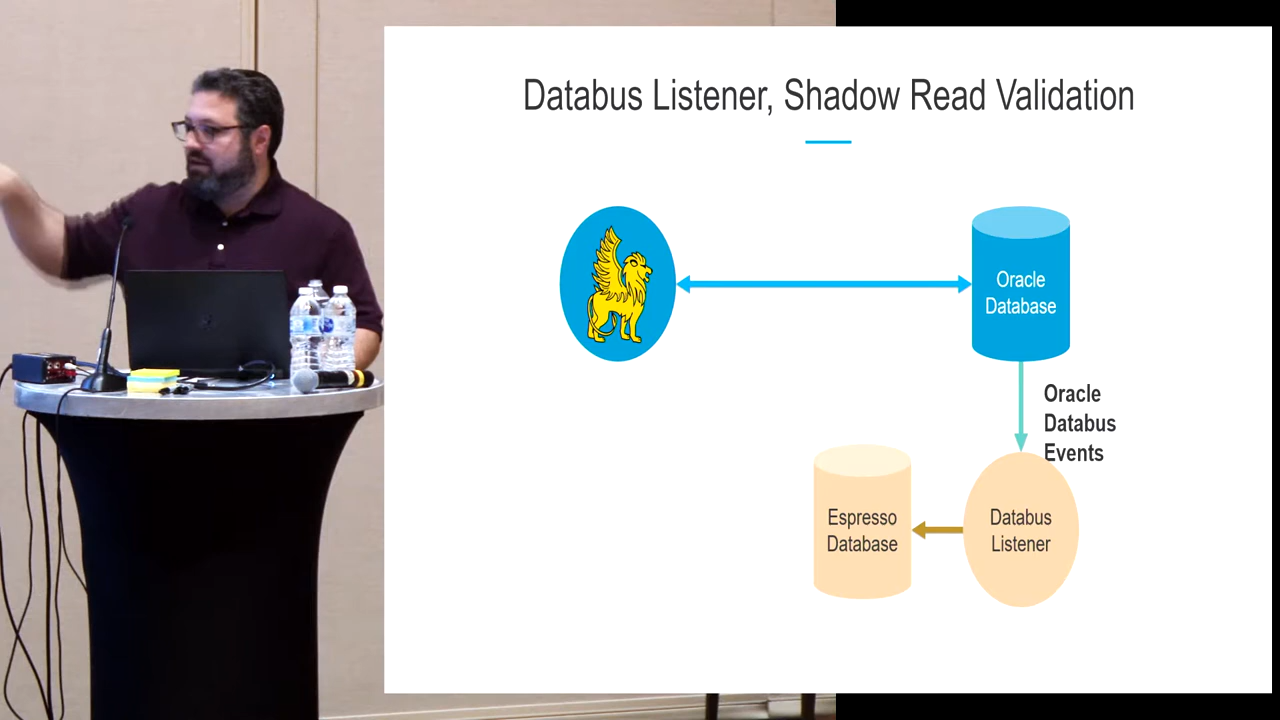 Databus Listener, Shadow Read Validation
Oracle
Database
Oracle
Databus
Events
Espresso
Database
Databus
Listener